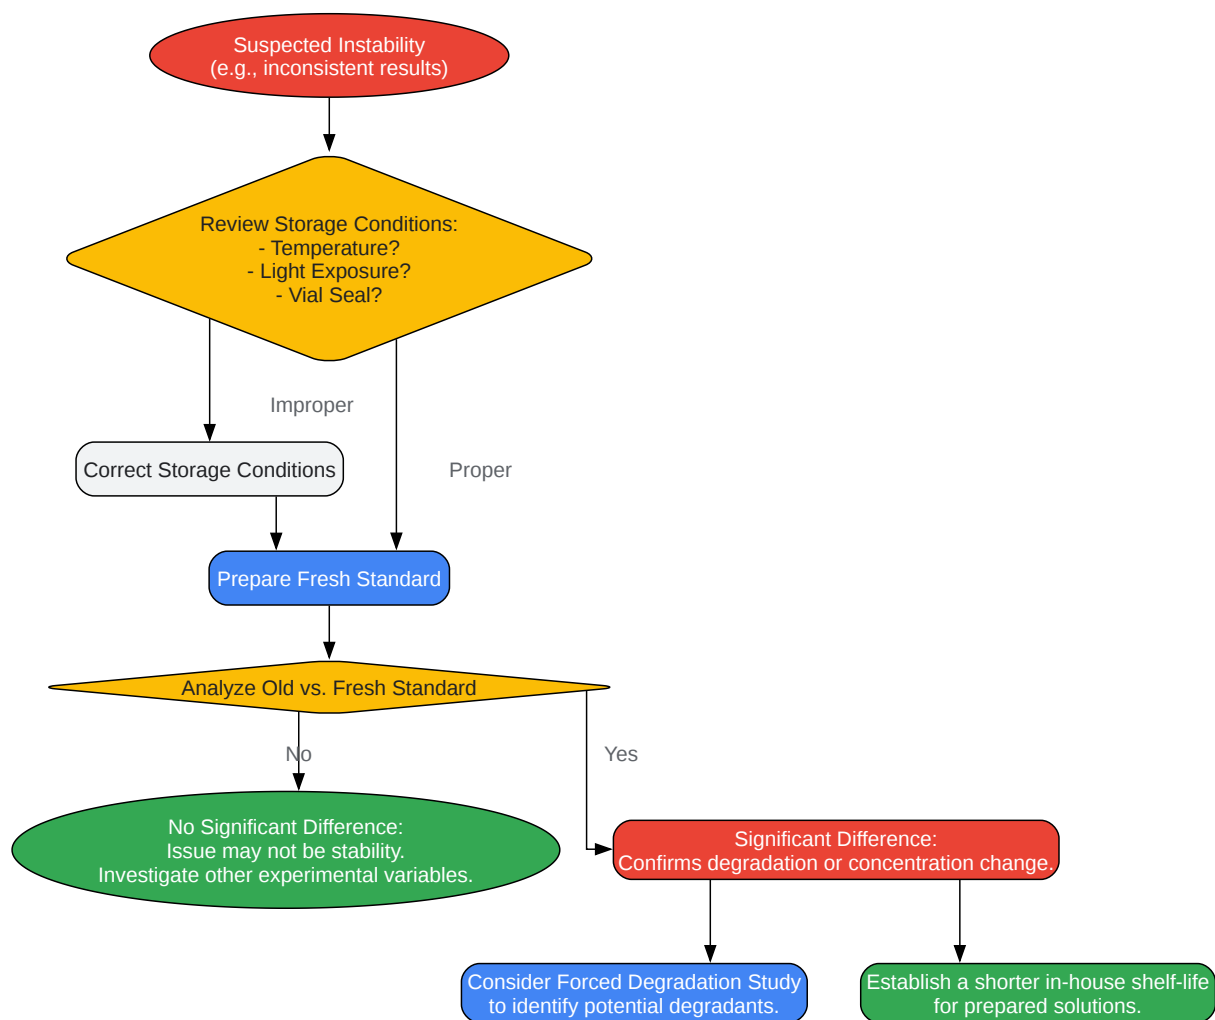 Suspected Instability
(e.g., inconsistent results)
Review Storage Conditions:
- Temperature?
- Light Exposure?
- Vial Seal?
Improper
Correct Storage Conditions
Proper
Prepare Fresh Standard
Analyze Old vs. Fresh Standard
No
Yes
No Significant Difference:
Issue may not be stability.
Investigate other experimental variables.
Significant Difference:
Confirms degradation or concentration change.
Consider Forced Degradation Study
to identify potential degradants.
Establish a shorter in-house shelf-life
for prepared solutions.